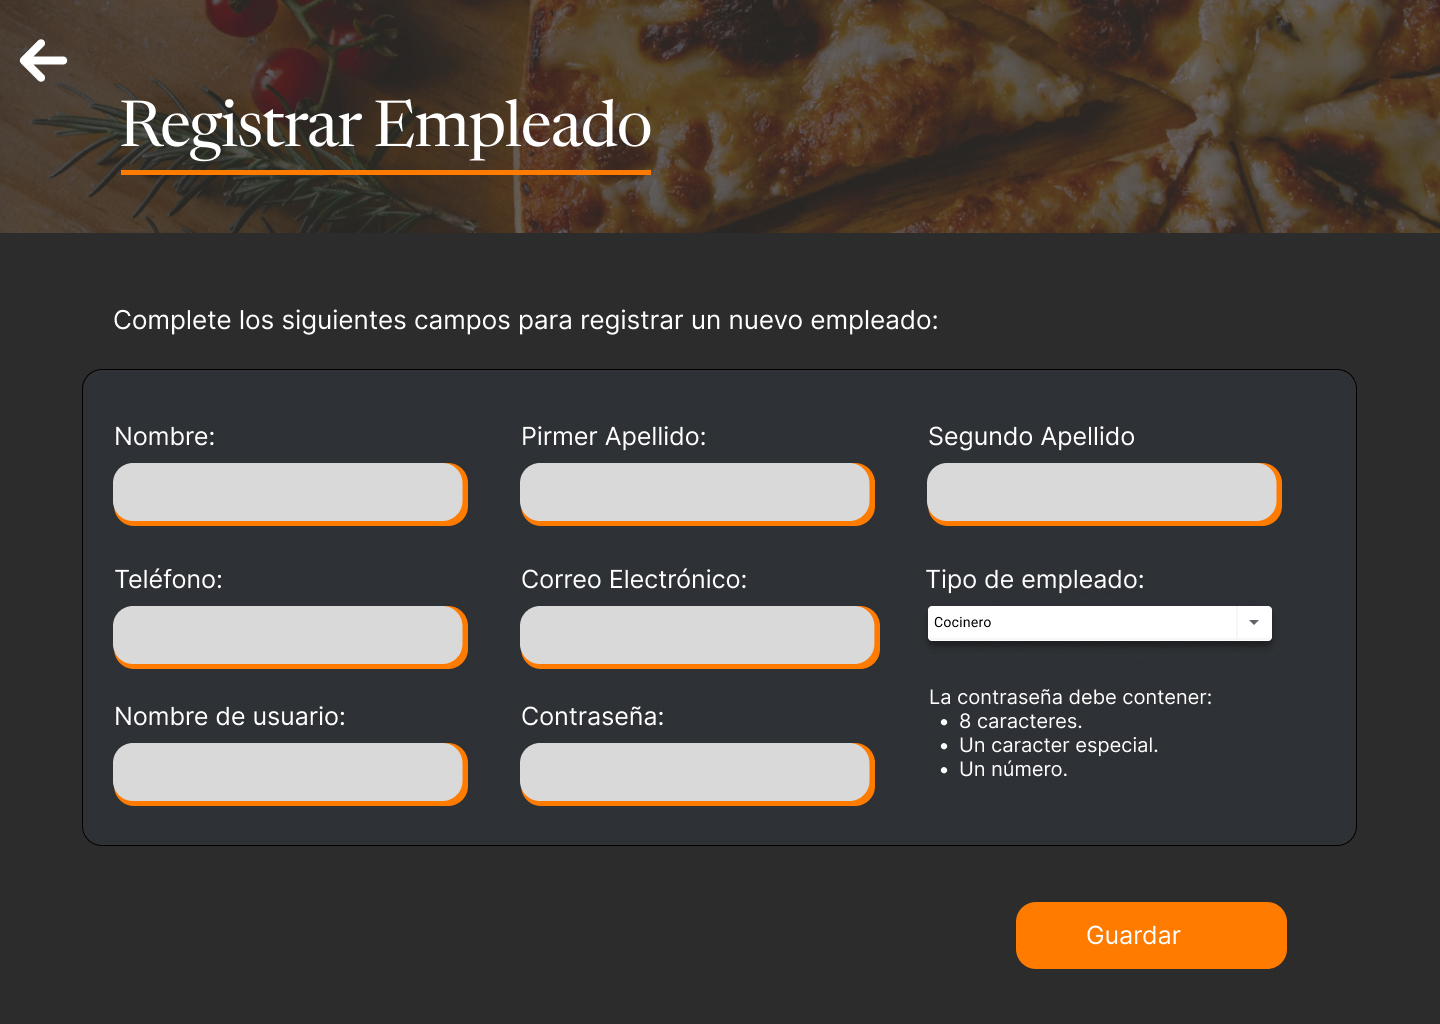 Registrar Empleado
Complete los siguientes campos para registrar un nuevo empleado:
Nombre:
Pirmer Apellido:
Segundo Apellido
Teléfono:
Correo Electrónico:
Tipo de empleado:
Cocinero
Nombre de usuario:
Contraseña:
La contraseña debe contener:
• 8 caracteres.
• Un caracter especial.
• Un número.
Guardar